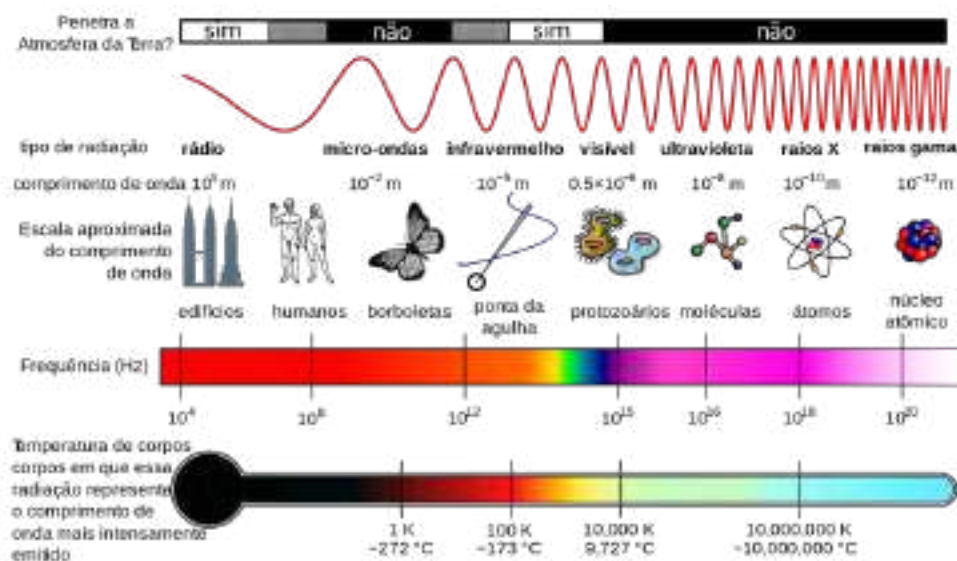 Penetra a
Atmosfera da Terra?
sim não sim não
tipo de radiação rádio micro-ondas infravermelho visível ultravioleta raios X raios gama
comprimento de onda 10³ m 10⁻² m 10⁻⁵ m 0.5×10⁻⁶ m 10⁻⁸ m 10⁻¹⁰ m 10⁻¹² m
Escala aproximada
do comprimento
de onda
edifícios humanos borboletas ponta da agulha protozoários moléculas átomos núcleo atômico
Frequência (Hz)
10⁴ 10⁸ 10¹² 10¹⁵ 10¹⁶ 10¹⁸ 10²⁰
Temperatura de corpos
corpos em que essa
radiação representa
o comprimento de
onda mais intensamente
emitido
1 K 100 K 10,000 K 10,000,000 K
−272 °C −173 °C 9,727 °C ~10,000,000 °C